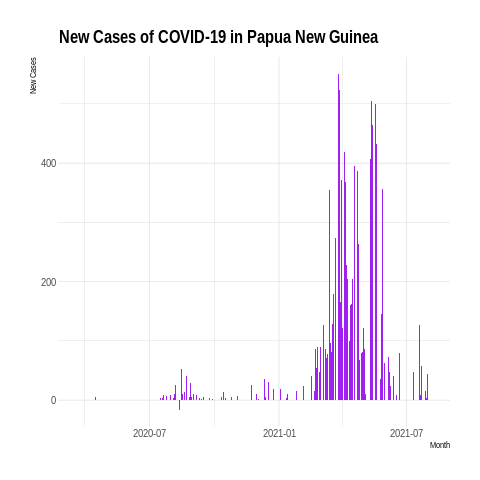 New Cases of COVID-19 in Papua New Guinea
New Cases
400
200
0
2020-07
2021-01
2021-07
Month